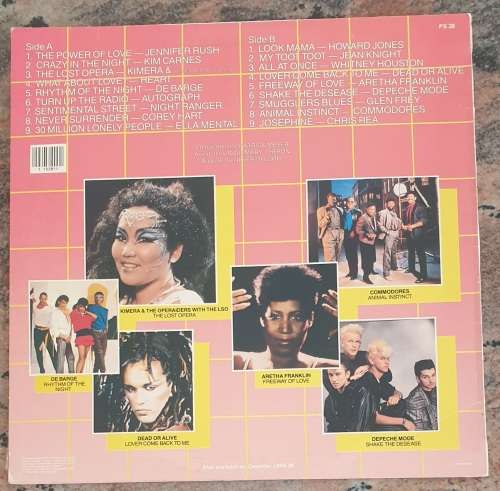 FS 38
Side A
1. THE POWER OF LOVE — JENNIFER RUSH
2. CRAZY IN THE NIGHT — KIM CARNES
3. THE LOST OPERA — KIMERA &
4. WHAT ABOUT LOVE — HEART
5. RHYTHM OF THE NIGHT — DE BARGE
6. TURN UP THE RADIO — AUTOGRAPH
7. SENTIMENTAL STREET — NIGHT RANGER
8. NEVER SURRENDER — COREY HART
9. 30 MILLION LONELY PEOPLE — ELLA MENTAL
Side B
1. LOOK MAMA — HOWARD JONES
2. MY TOOT TOOT — JEAN KNIGHT
3. ALL AT ONCE — WHITNEY HOUSTON
4. LOVER COME BACK TO ME — DEAD OR ALIVE
5. FREEWAY OF LOVE — ARETHA FRANKLIN
6. SHAKE THE DESEASE — DEPECHE MODE
7. SMUGGLERS BLUES — GLEN FREY
8. ANIMAL INSTINCT — COMMODORES
9. JOSEPHINE — CHRIS REA
KIMERA & THE OPERAIDERS WITH THE LSO
THE LOST OPERA
COMMODORES
ANIMAL INSTINCT
DE BARGE
RHYTHM OF THE
NIGHT
ARETHA FRANKLIN
FREEWAY OF LOVE
DEAD OR ALIVE
LOVER COME BACK TO ME
DEPECHE MODE
SHAKE THE DESEASE